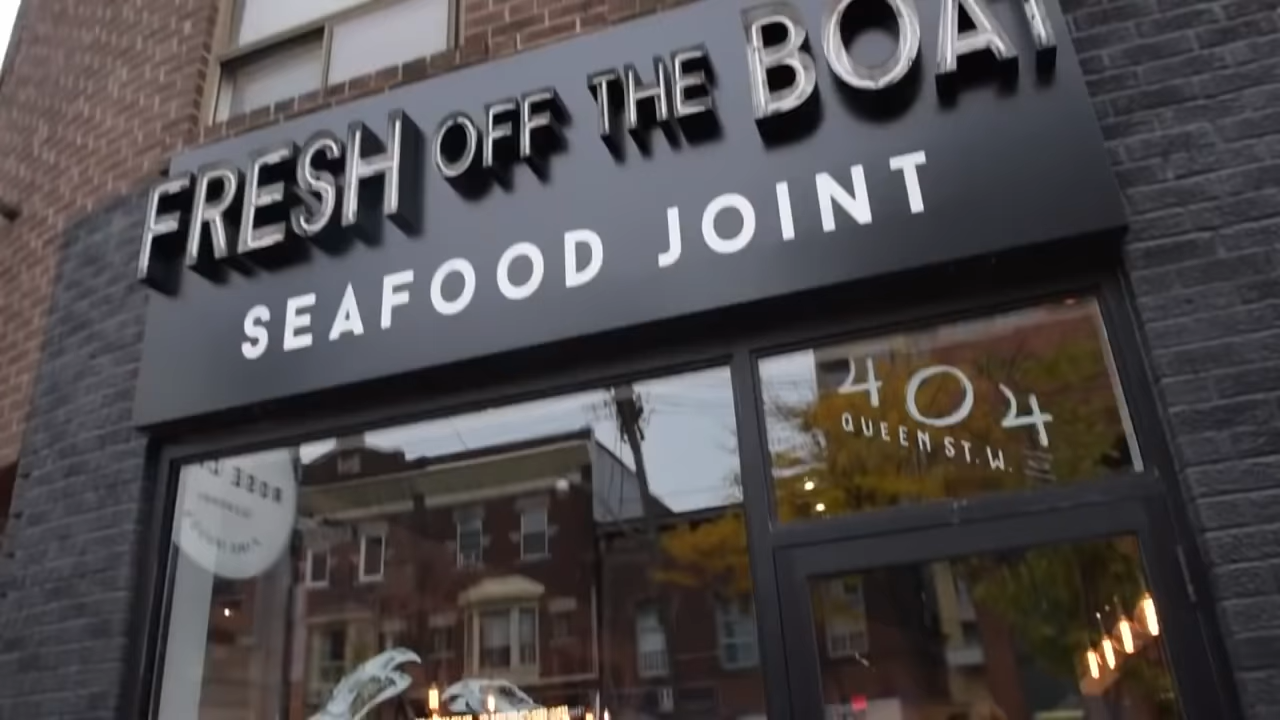 FRESH OFF THE BOAT
SEAFOOD JOINT
404
QUEEN ST. W.